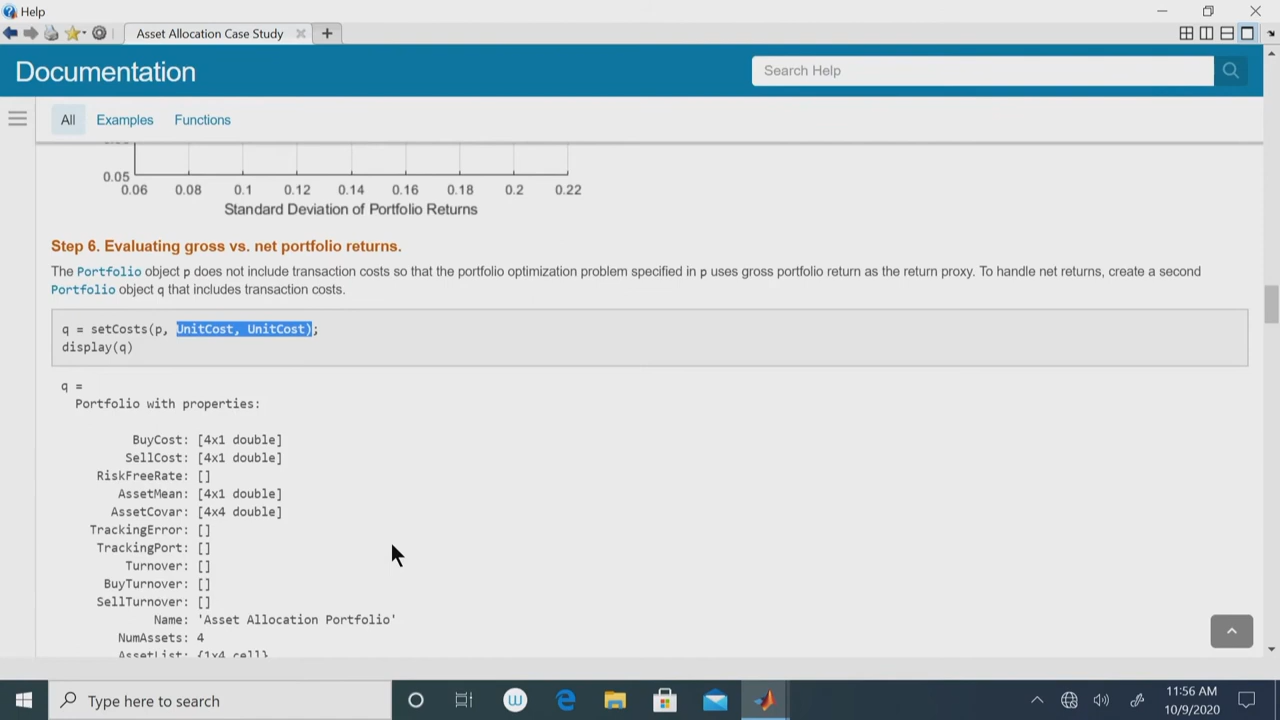 Help
Asset Allocation Case Study
Documentation
Search Help
All Examples Functions
0.05
0.06 0.08 0.1 0.12 0.14 0.16 0.18 0.2 0.22
Standard Deviation of Portfolio Returns
Step 6. Evaluating gross vs. net portfolio returns.
The Portfolio object p does not include transaction costs so that the portfolio optimization problem specified in p uses gross portfolio return as the return proxy. To handle net returns, create a second
Portfolio object q that includes transaction costs.
q = setCosts(p, UnitCost, UnitCost);
display(q)
q =
Portfolio with properties:
BuyCost: [4x1 double]
SellCost: [4x1 double]
RiskFreeRate: []
AssetMean: [4x1 double]
AssetCovar: [4x4 double]
TrackingError: []
TrackingPort: []
Turnover: []
BuyTurnover: []
SellTurnover: []
Name: 'Asset Allocation Portfolio'
NumAssets: 4
AssetList: {1x4 cell}
Type here to search
11:56 AM
10/9/2020